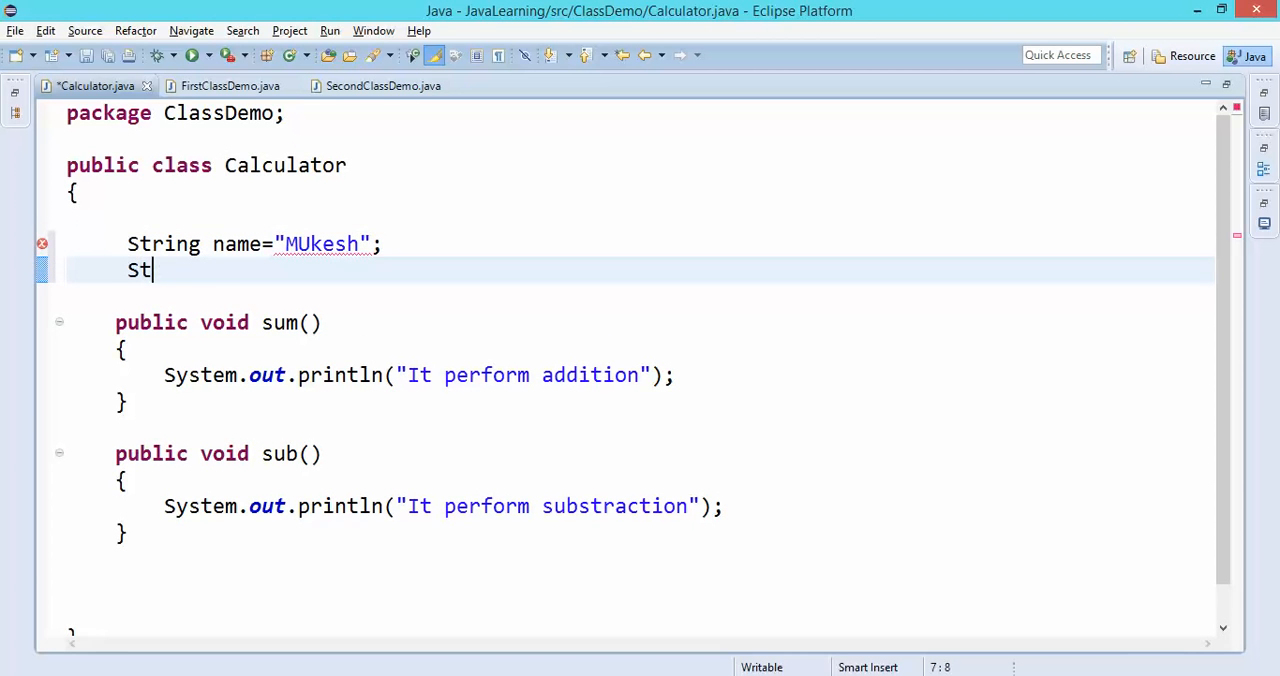 Java - JavaLearning/src/ClassDemo/Calculator.java - Eclipse Platform
File Edit Source Refactor Navigate Search Project Run Window Help
Quick Access Resource Java
*Calculator.java FirstClassDemo.java SecondClassDemo.java
package ClassDemo;
public class Calculator
{
String name="MUkesh";
St
public void sum()
{
System.out.println("It perform addition");
}
public void sub()
{
System.out.println("It perform substraction");
}
}
Writable Smart Insert 7 : 8